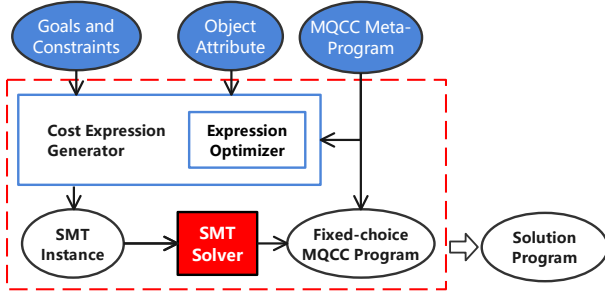 Goals and
Constraints
Object
Attribute
MQCC Meta-
Program
Cost Expression
Generator
Expression
Optimizer
SMT
Instance
SMT
Solver
Fixed-choice
MQCC Program
Solution
Program